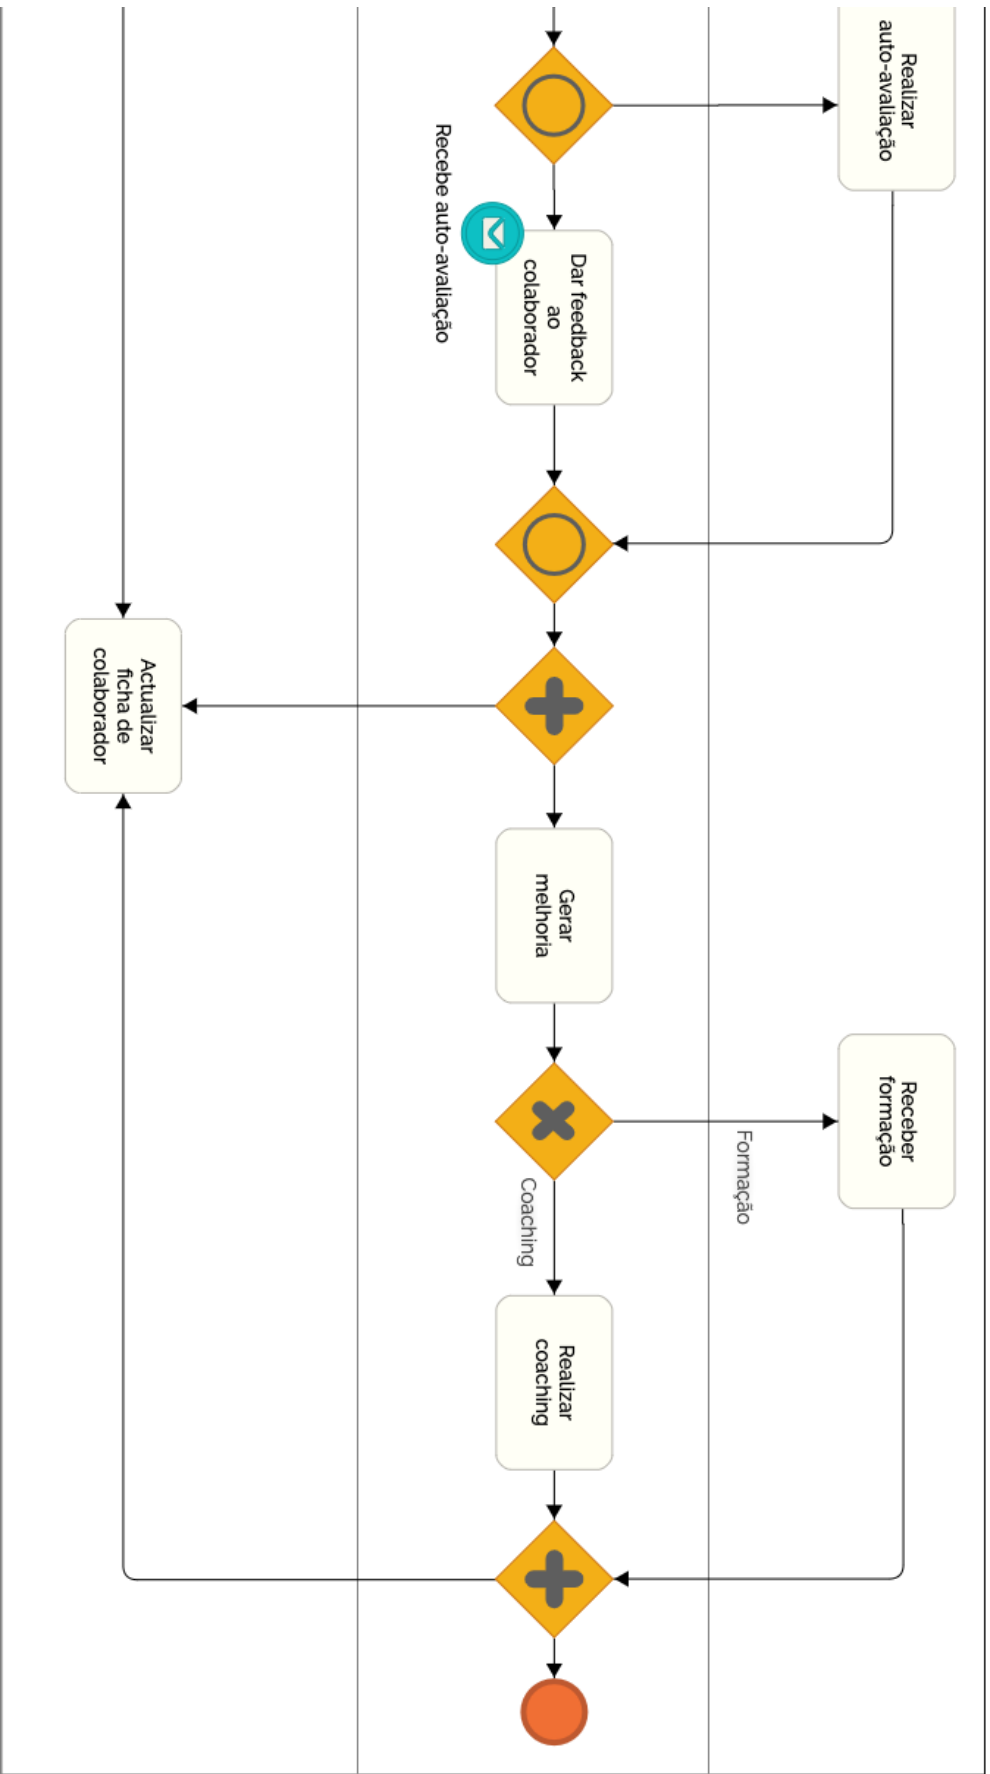 Realizar
auto-avaliação
Recebe auto-avaliação
Dar feedback
ao
colaborador
Actualizar
ficha de
colaborador
Gerar
melhoria
Receber
formação
Formação
Coaching
Realizar
coaching